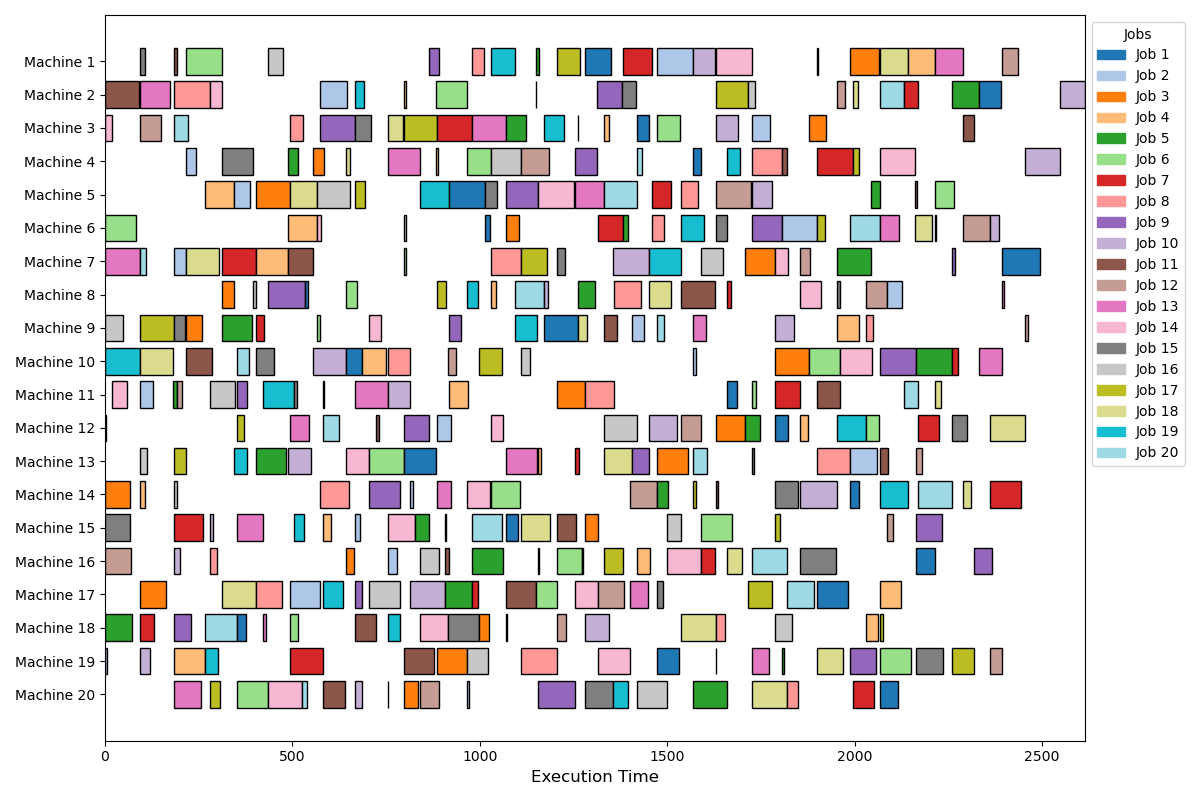 Machine 1
Machine 2
Machine 3
Machine 4
Machine 5
Machine 6
Machine 7
Machine 8
Machine 9
Machine 10
Machine 11
Machine 12
Machine 13
Machine 14
Machine 15
Machine 16
Machine 17
Machine 18
Machine 19
Machine 20
0 500 1000 1500 2000 2500
Execution Time
Jobs
Job 1
Job 2
Job 3
Job 4
Job 5
Job 6
Job 7
Job 8
Job 9
Job 10
Job 11
Job 12
Job 13
Job 14
Job 15
Job 16
Job 17
Job 18
Job 19
Job 20